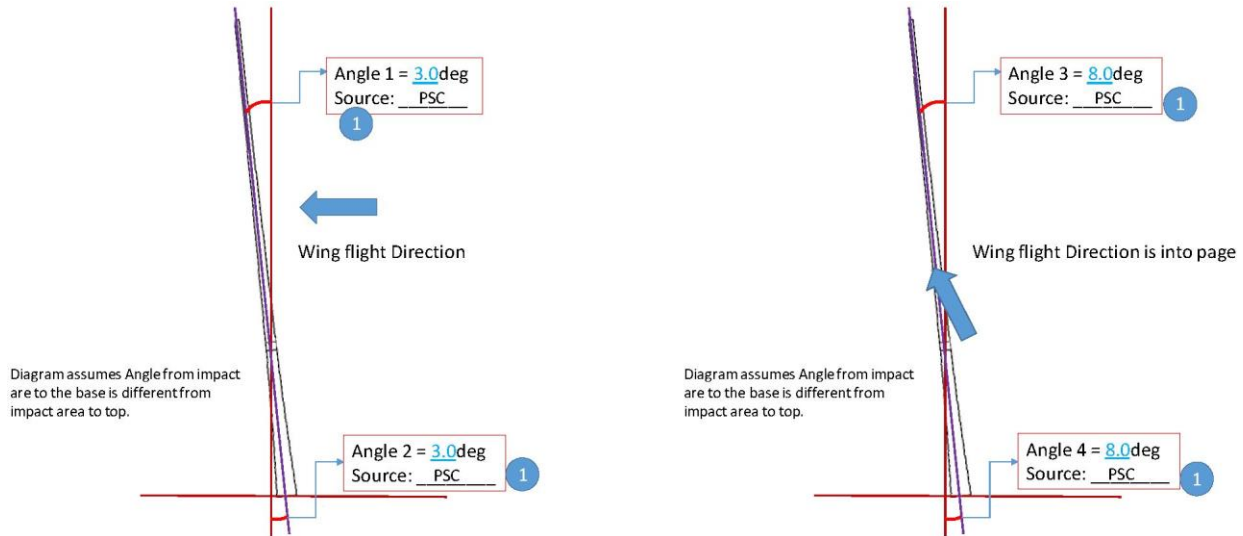 Angle 1 = 3.0deg
Source: __PSC____
1
Wing flight Direction
Diagram assumes Angle from impact
are to the base is different from
impact area to top.
Angle 2 = 3.0deg
Source: __PSC____
1
Angle 3 = 8.0deg
Source: __PSC____
1
Wing flight Direction is into page
Diagram assumes Angle from impact
are to the base is different from
impact area to top.
Angle 4 = 8.0deg
Source: __PSC____
1